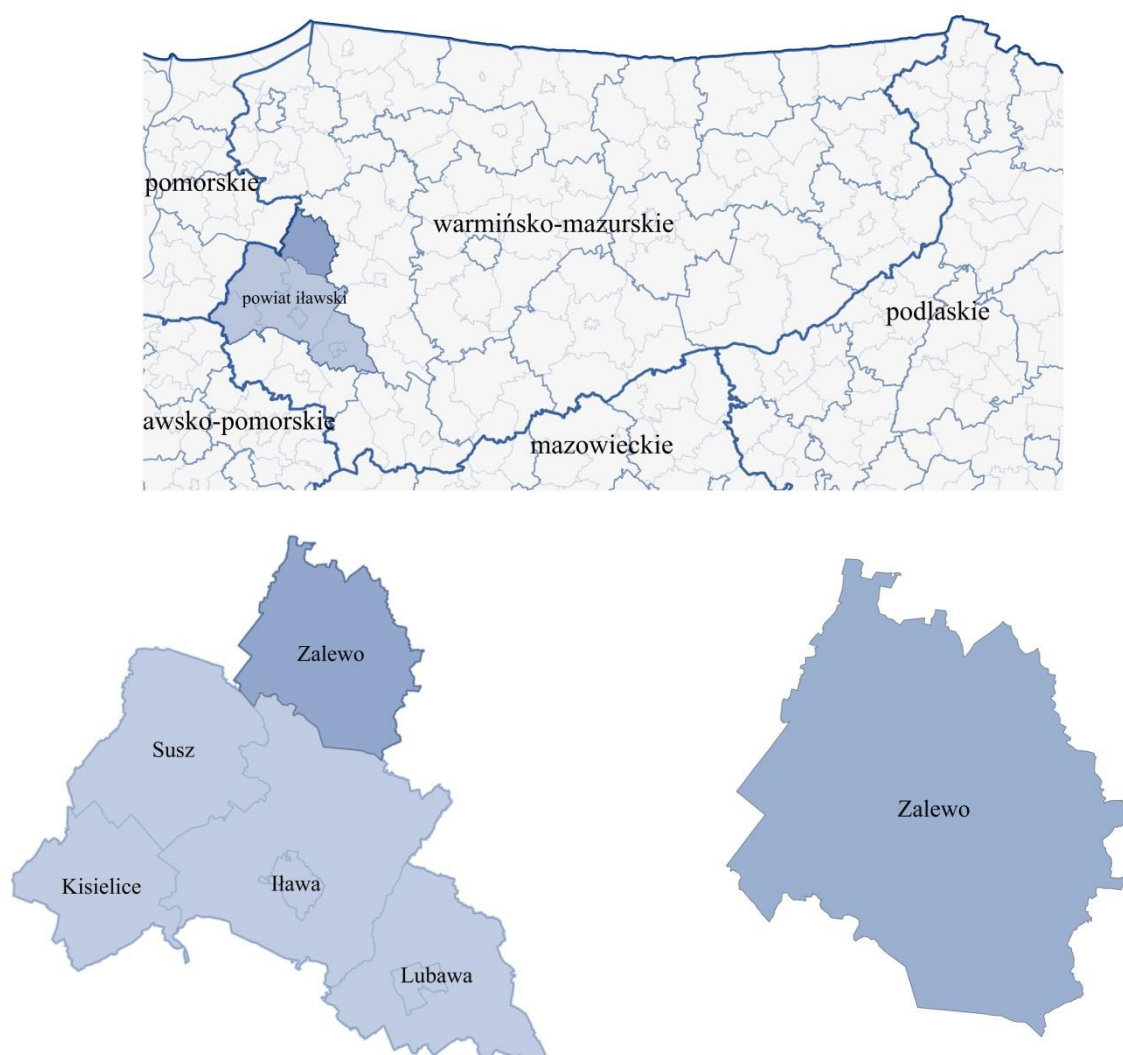 pomorskie
warmińsko-mazurskie
powiat iławski
podlaskie
awsko-pomorskie
mazowieckie
Zalewo
Susz
Kisielice
Iława
Lubawa
Zalewo